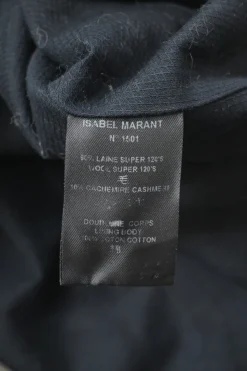 ISABEL MARANT
N° 1601
90% LAINE SUPER 120'S
WOOL SUPER 120'S
10% CACHEMIRE CASHMERE
DOUBLURE CORPS
LINING BODY
100% COTON COTTON